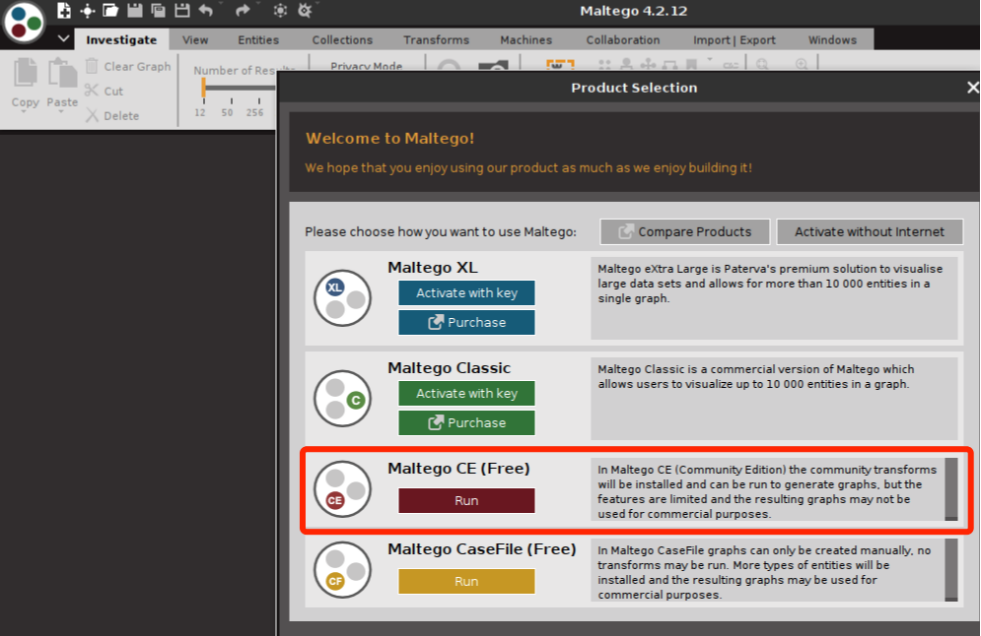 Maltego 4.2.12
Investigate View Entities Collections Transforms Machines Collaboration Import | Export Windows
Copy Paste
Clear Graph
Cut
Delete
Number of Results
12 50 256
Privacy Mode
Product Selection
Welcome to Maltego!
We hope that you enjoy using our product as much as we enjoy building it!
Please choose how you want to use Maltego:
Compare Products
Activate without Internet
XL
Maltego XL
Activate with key
Purchase
Maltego eXtra Large is Paterva's premium solution to visualise
large data sets and allows for more than 10 000 entities in a
single graph.
C
Maltego Classic
Activate with key
Purchase
Maltego Classic is a commercial version of Maltego which
allows users to visualize up to 10 000 entities in a graph.
CE
Maltego CE (Free)
Run
In Maltego CE (Community Edition) the community transforms
will be installed and can be run to generate graphs, but the
features are limited and the resulting graphs may not be
used for commercial purposes.
CF
Maltego CaseFile (Free)
Run
In Maltego CaseFile graphs can only be created manually, no
transforms may be run. More types of entities will be
installed and the resulting graphs may be used for
commercial purposes.